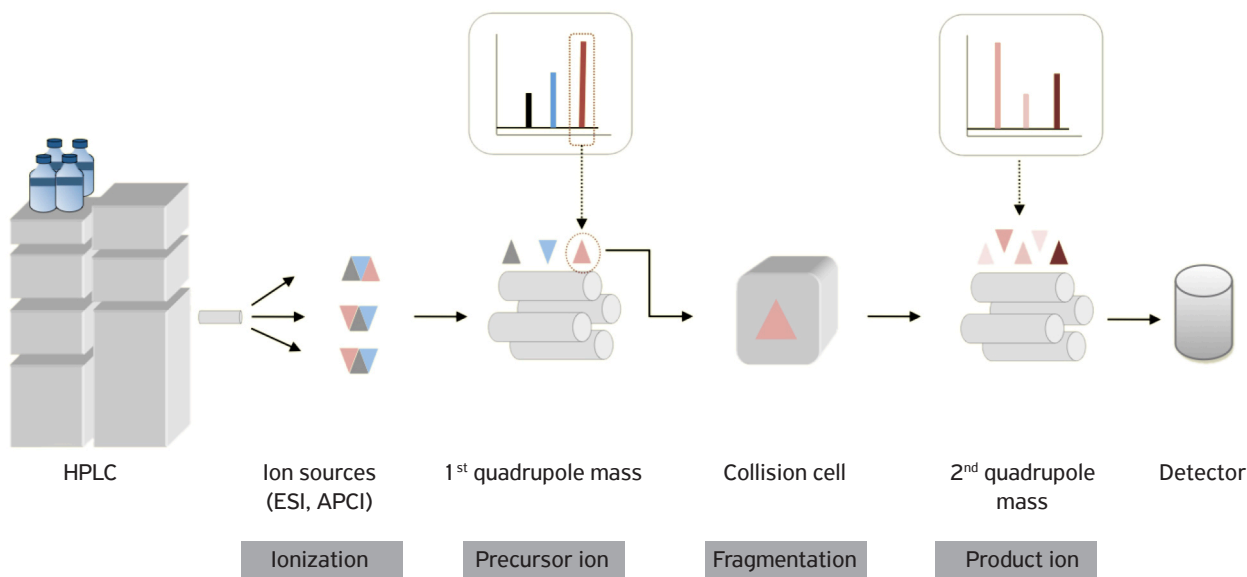 HPLC
Ion sources
(ESI, APCI)
1st quadrupole mass
Collision cell
2nd quadrupole
mass
Detector
Ionization
Precursor ion
Fragmentation
Product ion